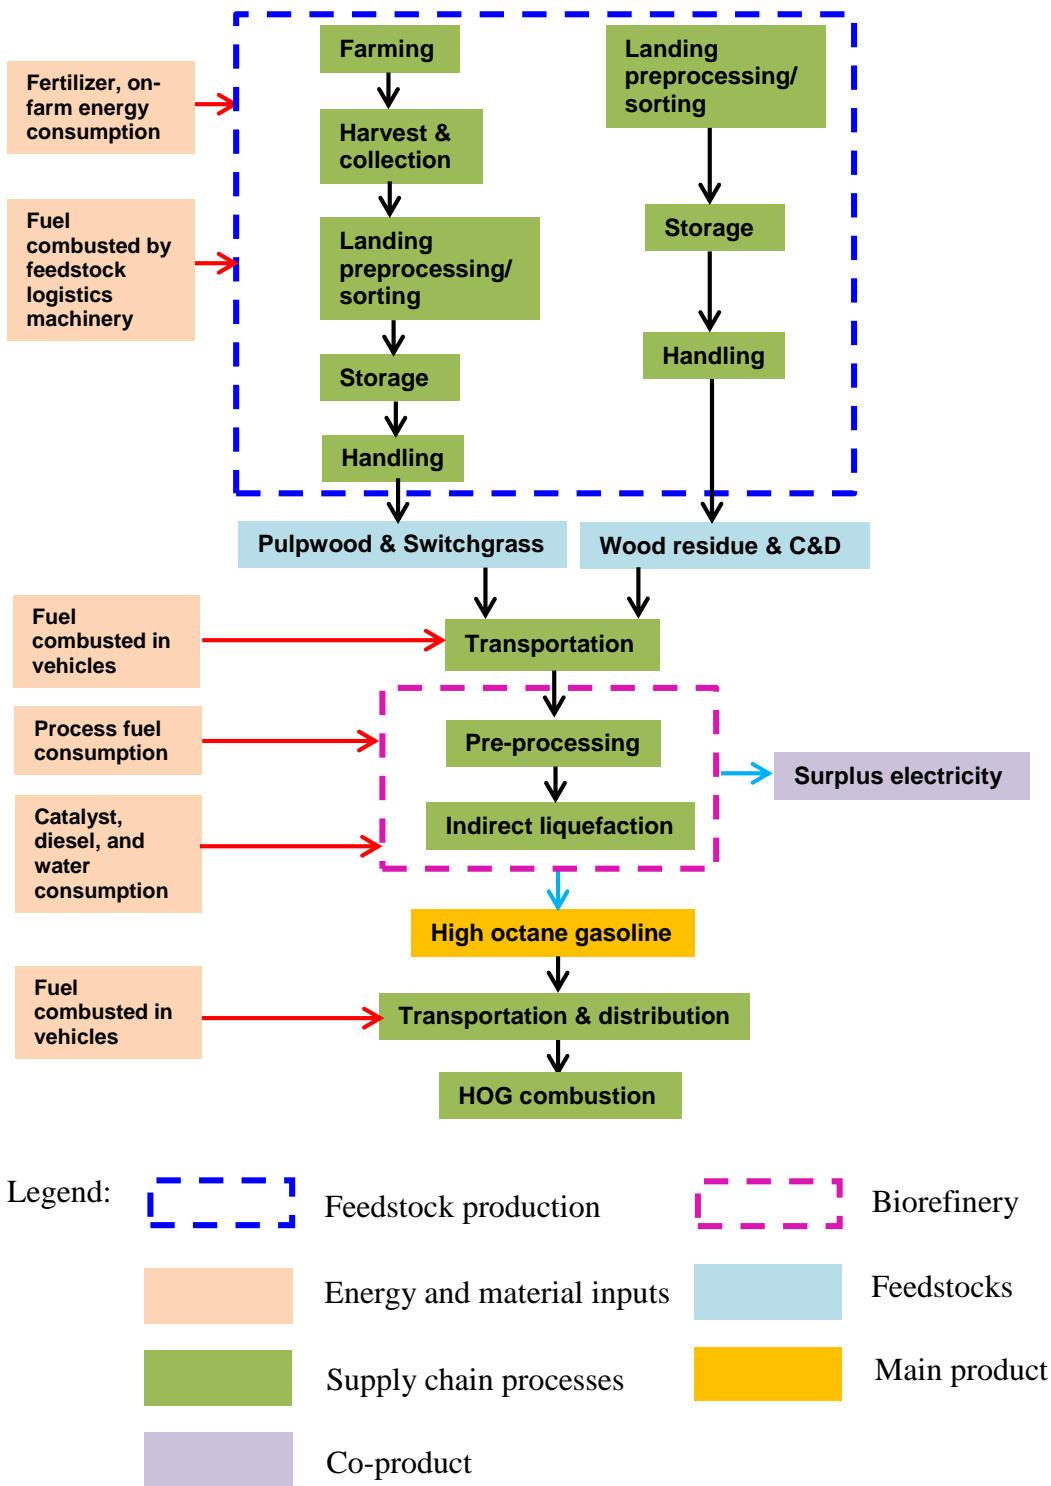 Farming
Landing
preprocessing/
sorting
Fertilizer, on-
farm energy
consumption
Harvest &
collection
Fuel
combusted by
feedstock
logistics
machinery
Landing
preprocessing/
sorting
Storage
Handling
Storage
Handling
Pulpwood & Switchgrass
Wood residue & C&D
Fuel
combusted in
vehicles
Transportation
Process fuel
consumption
Pre-processing
Surplus electricity
Catalyst,
diesel, and
water
consumption
Indirect liquefaction
High octane gasoline
Fuel
combusted in
vehicles
Transportation & distribution
HOG combustion
Legend:
Feedstock production
Biorefinery
Energy and material inputs
Feedstocks
Supply chain processes
Main product
Co-product